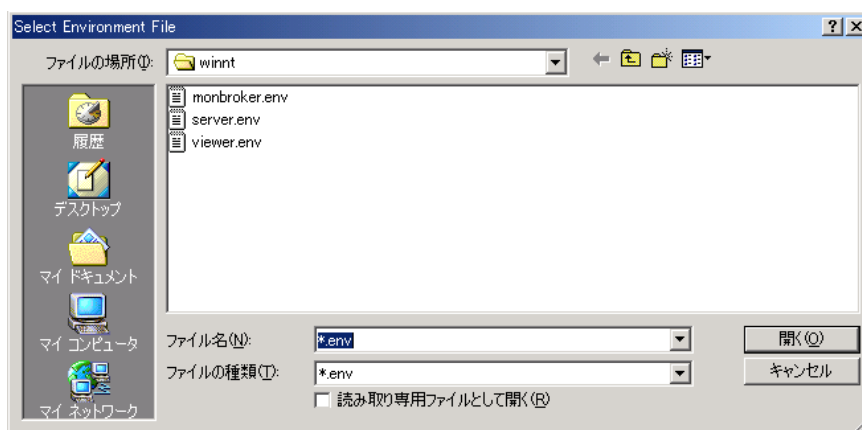 Select Environment File
ファイルの場所(I):
winnt
monbroker.env
server.env
viewer.env
履歴
デスクトップ
マイ ドキュメント
マイ コンピュータ
マイ ネットワーク
ファイル名(N):
*.env
開く(O)
ファイルの種類(T):
*.env
キャンセル
読み取り専用ファイルとして開く(R)